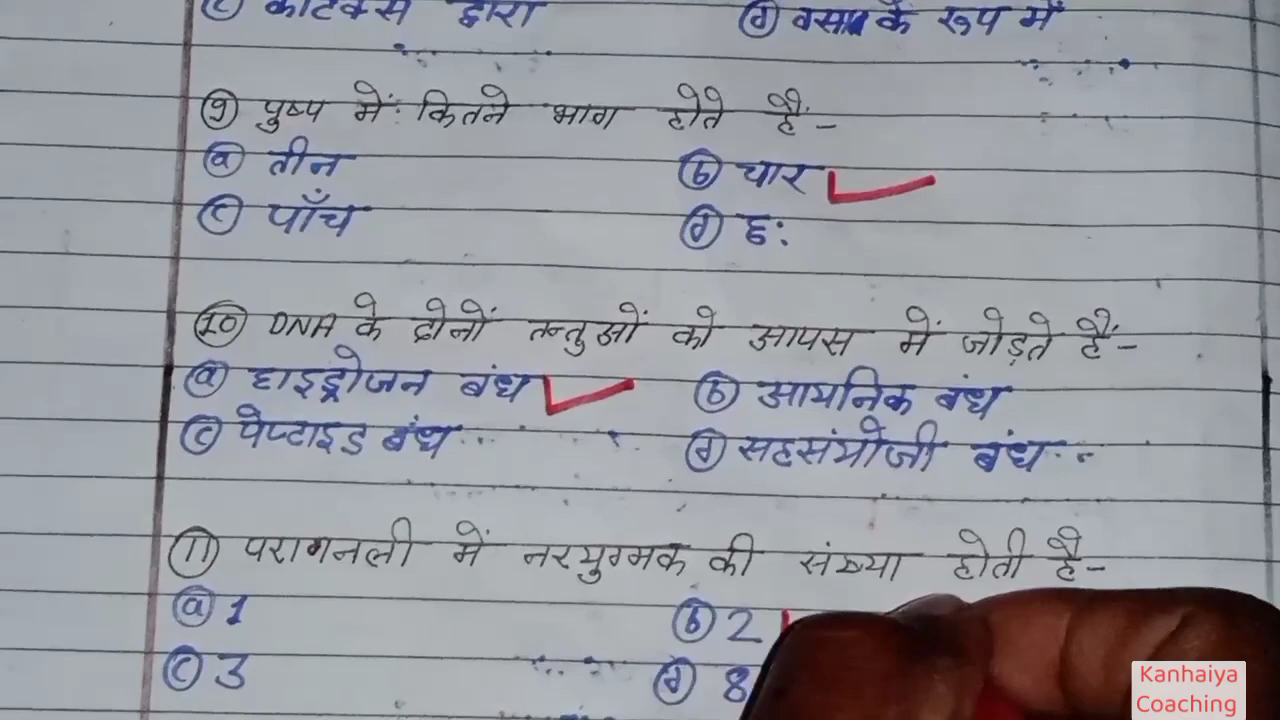 © काटेक्स द्वारा ⓓ वसा के रूप में
⑨ पुष्प में कितने भाग होते हैं-
ⓐ तीन ⓑ चार
ⓒ पाँच ⓓ छ:
⑩ DNA के दोनों तन्तुओं को आपस में जोड़ते हैं-
ⓐ हाइड्रोजन बंध ⓑ आयनिक बंध
ⓒ पेप्टाइड बंध ⓓ सहसंयोजी बंध
⑪ परागनली में नरयुग्मक की संख्या होती है-
ⓐ 1 ⓑ 2
ⓒ 3 ⓓ 8
Kanhaiya
Coaching